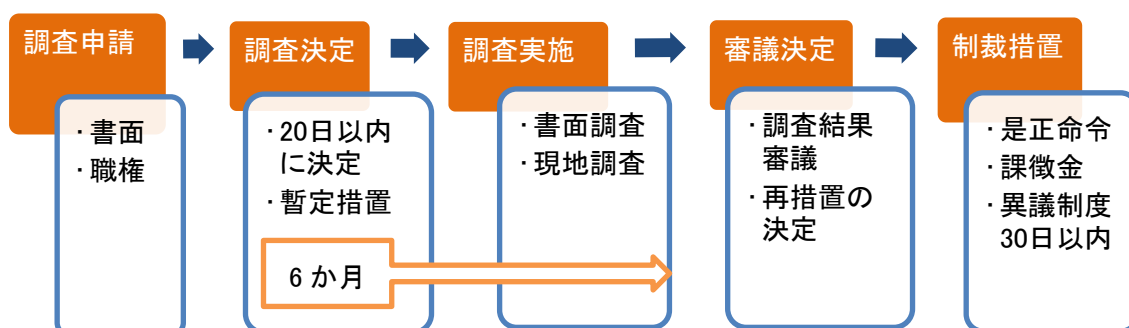 調査申請
・書面
・職権
調査決定
・20日以内
に決定
・暫定措置
6か月
調査実施
・書面調査
・現地調査
審議決定
・調査結果
審議
・再措置の
決定
制裁措置
・是正命令
・課徴金
・異議制度
30日以内